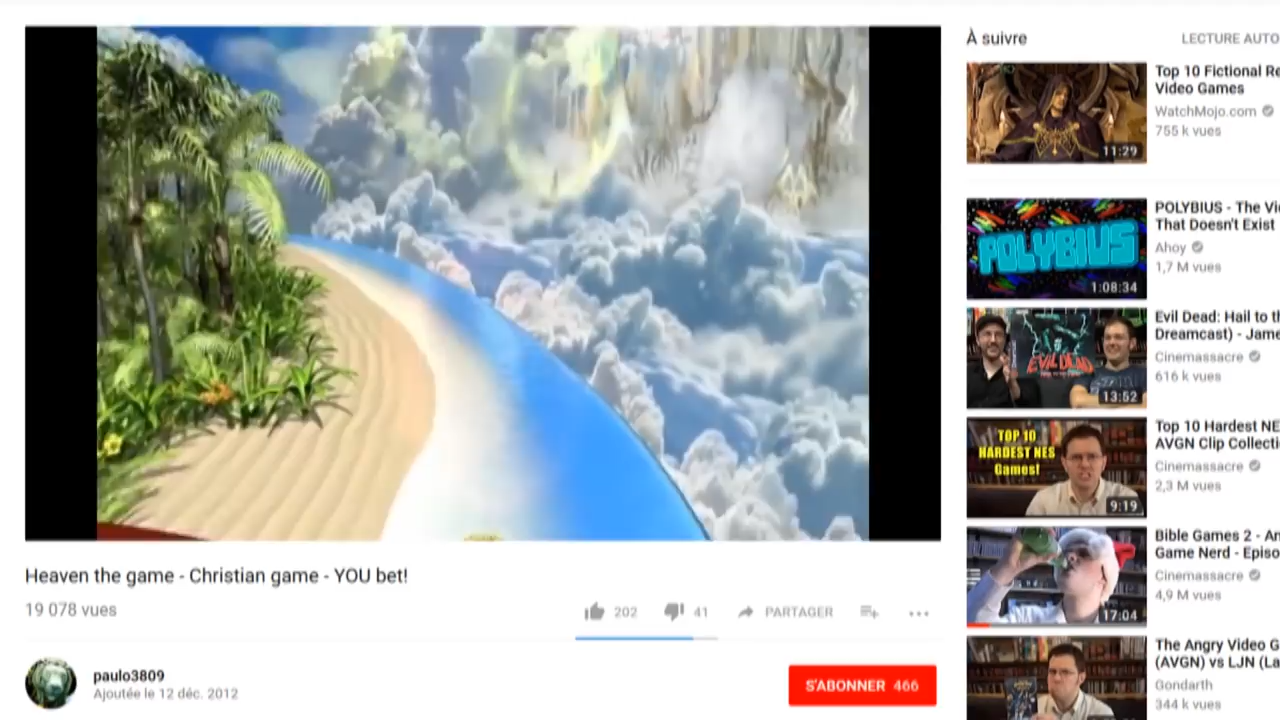 À suivre
LECTURE AUTO
Top 10 Fictional Re
Video Games
WatchMojo.com
755 k vues
11:29
POLYBIUS - The Vi
That Doesn't Exist
Ahoy
1,7 M vues
POLYBIUS
1:08:34
Evil Dead: Hail to th
Dreamcast) - Jame
Cinemassacre
616 k vues
EVIL DEAD
13:52
Top 10 Hardest NE
AVGN Clip Collecti
Cinemassacre
2,3 M vues
TOP 10
HARDEST NES
Games!
9:19
Bible Games 2 - An
Game Nerd - Episo
Cinemassacre
4,9 M vues
17:04
The Angry Video G
(AVGN) vs LJN (La
Gondarth
344 k vues
Heaven the game - Christian game - YOU bet!
19 078 vues
202
41
PARTAGER
paulo3809
Ajoutée le 12 déc. 2012
S'ABONNER 466